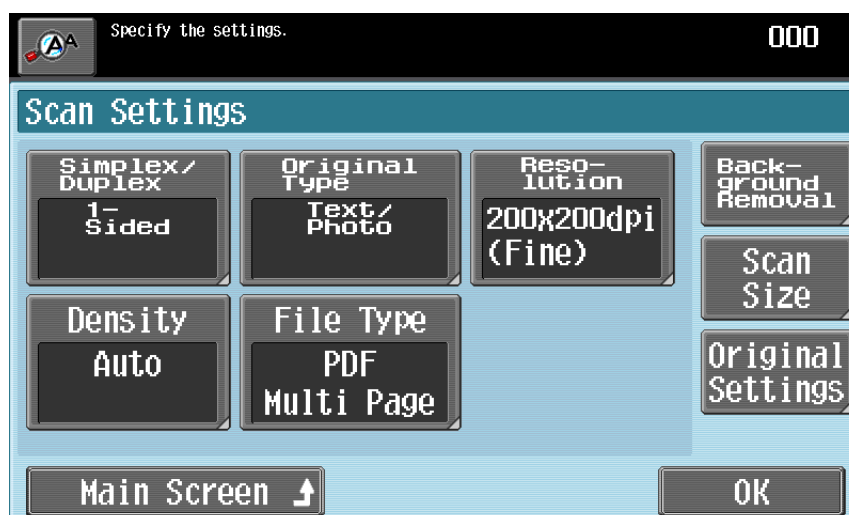 AA
Specify the settings.
000
Scan Settings
Simplex/
Duplex
1-
Sided
Original
Type
Text/
Photo
Reso-
lution
200x200dpi
(Fine)
Back-
ground
Removal
Scan
Size
Density
Auto
File Type
PDF
Multi Page
Original
Settings
Main Screen
OK